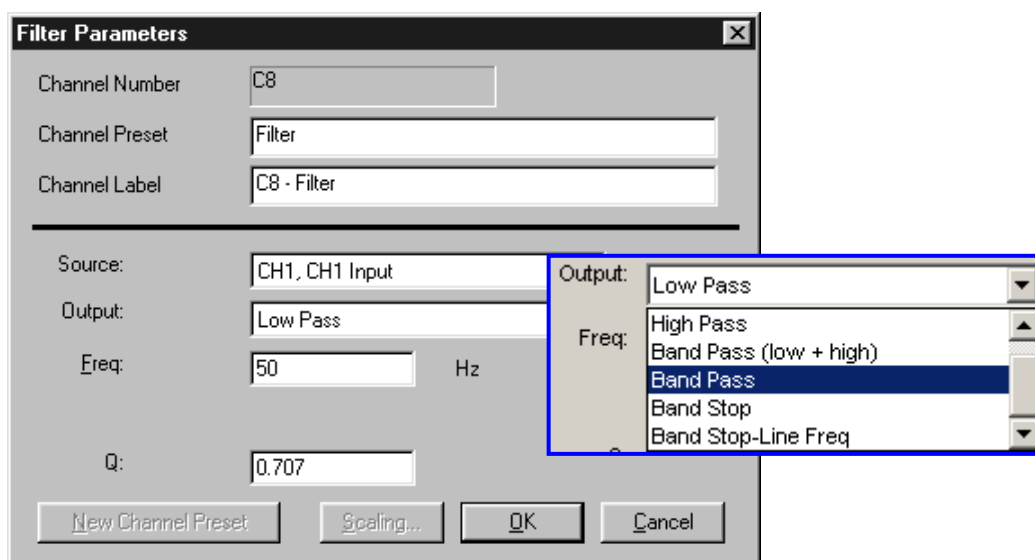 Filter Parameters
Channel Number
C8
Channel Preset
Filter
Channel Label
C8 - Filter
Source:
CH1, CH1 Input
Output:
Low Pass
Freq:
50
Hz
Q:
0.707
New Channel Preset
Scaling...
OK
Cancel
Output:
Low Pass
Freq:
High Pass
Band Pass (low + high)
Band Pass
Band Stop
Band Stop-Line Freq